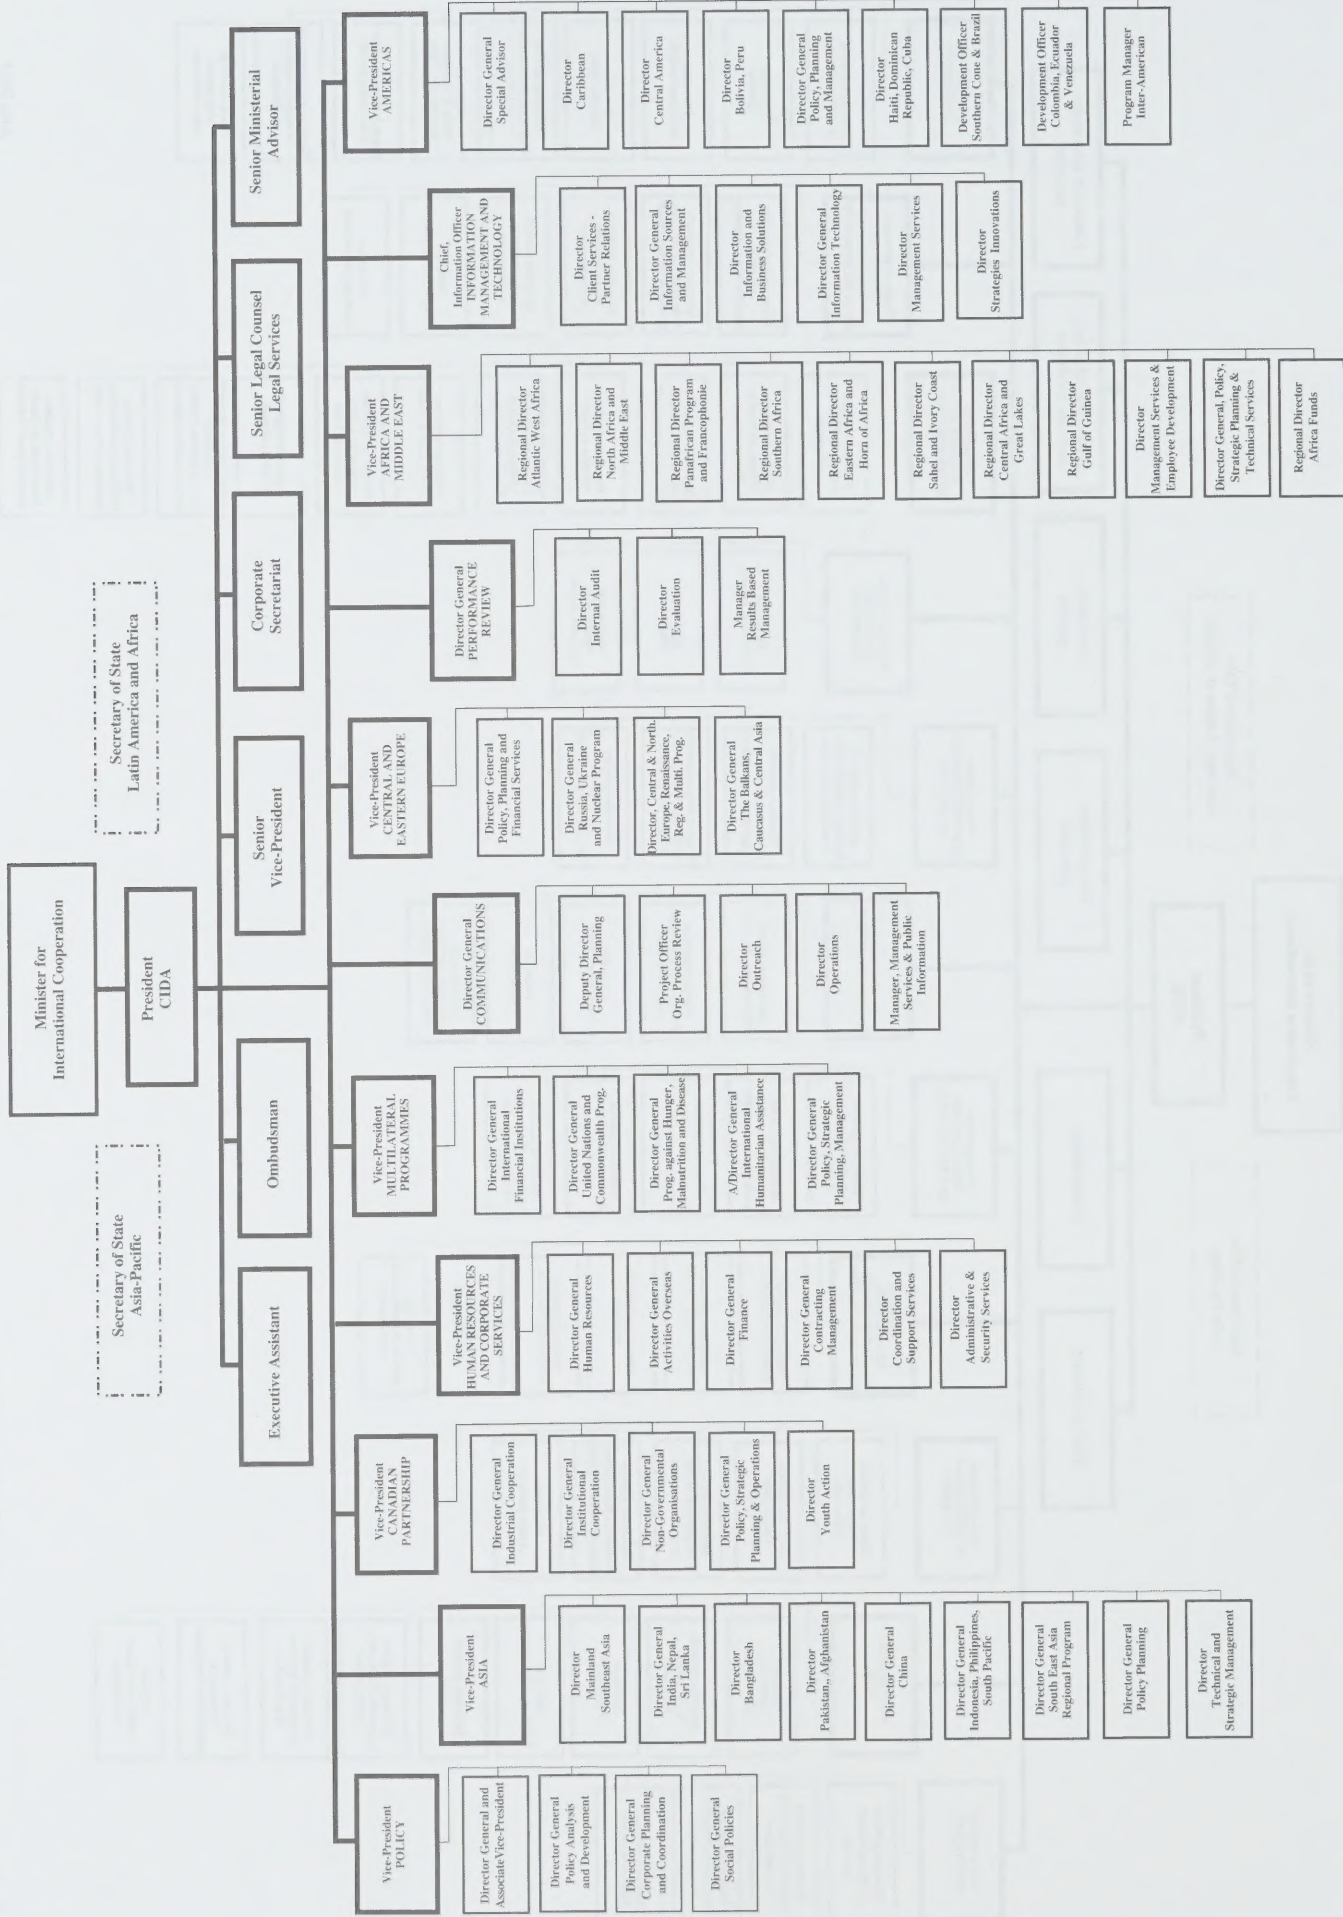 Minister for
International Cooperation
Secretary of State
Asia-Pacific
President
CIDA
Secretary of State
Latin America and Africa
Executive Assistant
Ombudsman
Senior
Vice-President
Corporate
Secretariat
Senior Legal Counsel
Legal Services
Senior Ministerial
Advisor
Vice-President
POLICY
Director General and
AssociateVice-President
Director General
Policy Analysis
and Development
Director General
Corporate Planning
and Coordination
Director General
Social Policies
Vice-President
ASIA
Director
Mainland
Southeast Asia
Director General
India, Nepal,
Sri Lanka
Director
Bangladesh
Director
Pakistan,, Afghanistan
Director General
China
Director General
Indonesia, Philippines,
South Pacific
Director General
South East Asia
Regional Program
Director General
Policy Planning
Director
Technical and
Strategic Management
Vice-President
CANADIAN
PARTNERSHIP
Director General
Industrial Cooperation
Director General
Institutional
Cooperation
Director General
Non-Governmental
Organisations
Director General
Policy, Strategic
Planning & Operations
Director
Youth Action
Vice-President
HUMAN RESOURCES
AND CORPORATE
SERVICES
Director General
Human Resources
Director General
Activities Overseas
Director General
Finance
Director General
Contracting
Management
Director
Coordination and
Support Services
Director
Administrative &
Security Services
Vice-President
MULTILATERAL
PROGRAMMES
Director General
International
Financial Institutions
Director General
United Nations and
Commonwealth Prog.
Director General
Prog. against Hunger,
Malnutrition and Disease
A/Director General
International
Humanitarian Assistance
Director General
Policy, Strategic
Planning, Management
Director General
COMMUNICATIONS
Deputy Director
General, Planning
Project Officer
Org. Process Review
Director
Outreach
Director
Operations
Manager, Management
Services & Public
Information
Vice-President
CENTRAL AND
EASTERN EUROPE
Director General
Policy, Planning and
Financial Services
Director General
Russia, Ukraine
and Nuclear Program
Director, Central & North.
Europe, Renaissance,
Reg. & Multi. Prog.
Director General
The Balkans,
Caucasus & Central Asia
Director General
PERFORMANCE
REVIEW
Director
Internal Audit
Director
Evaluation
Manager
Results Based
Management
Vice-President
AFRICA AND
MIDDLE EAST
Regional Director
Atlantic West Africa
Regional Director
North Africa and
Middle East
Regional Director
Panafrican Program
and Francophonie
Regional Director
Southern Africa
Regional Director
Eastern Africa and
Horn of Africa
Regional Director
Sahel and Ivory Coast
Regional Director
Central Africa and
Great Lakes
Regional Director
Gulf of Guinea
Director
Management Services &
Employee Development
Director General, Policy,
Strategic Planning &
Technical Services
Regional Director
Africa Funds
Chief,
Information Officer
INFORMATION
MANAGEMENT AND
TECHNOLOGY
Director
Client Services -
Partner Relations
Director General
Information Sources
and Management
Director
Information and
Business Solutions
Director General
Information Technology
Director
Management Services
Director
Strategies Innovations
Vice-President
AMERICAS
Director General
Special Advisor
Director
Caribbean
Director
Central America
Director
Bolivia, Peru
Director General
Policy, Planning
and Management
Director
Haiti, Dominican
Republic, Cuba
Development Officer
Southern Cone & Brazil
Development Officer
Colombia, Ecuador
& Venezuela
Program Manager
Inter-American